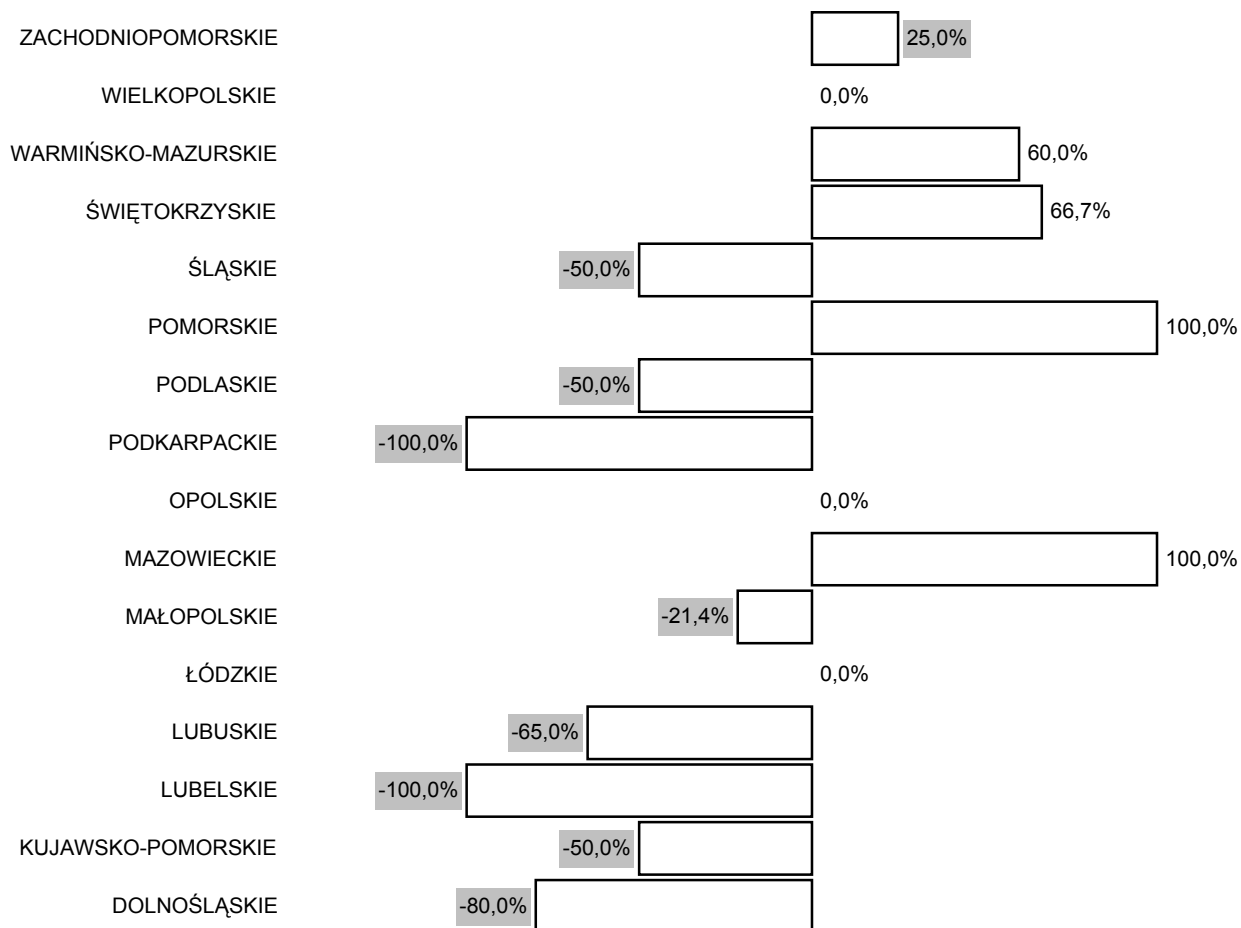 ZACHODNIOPOMORSKIE 25,0%
WIELKOPOLSKIE 0,0%
WARMIŃSKO-MAZURSKIE 60,0%
ŚWIĘTOKRZYSKIE 66,7%
ŚLĄSKIE -50,0%
POMORSKIE 100,0%
PODLASKIE -50,0%
PODKARPACKIE -100,0%
OPOLSKIE 0,0%
MAZOWIECKIE 100,0%
MAŁOPOLSKIE -21,4%
ŁÓDZKIE 0,0%
LUBUSKIE -65,0%
LUBELSKIE -100,0%
KUJAWSKO-POMORSKIE -50,0%
DOLNOŚLĄSKIE -80,0%